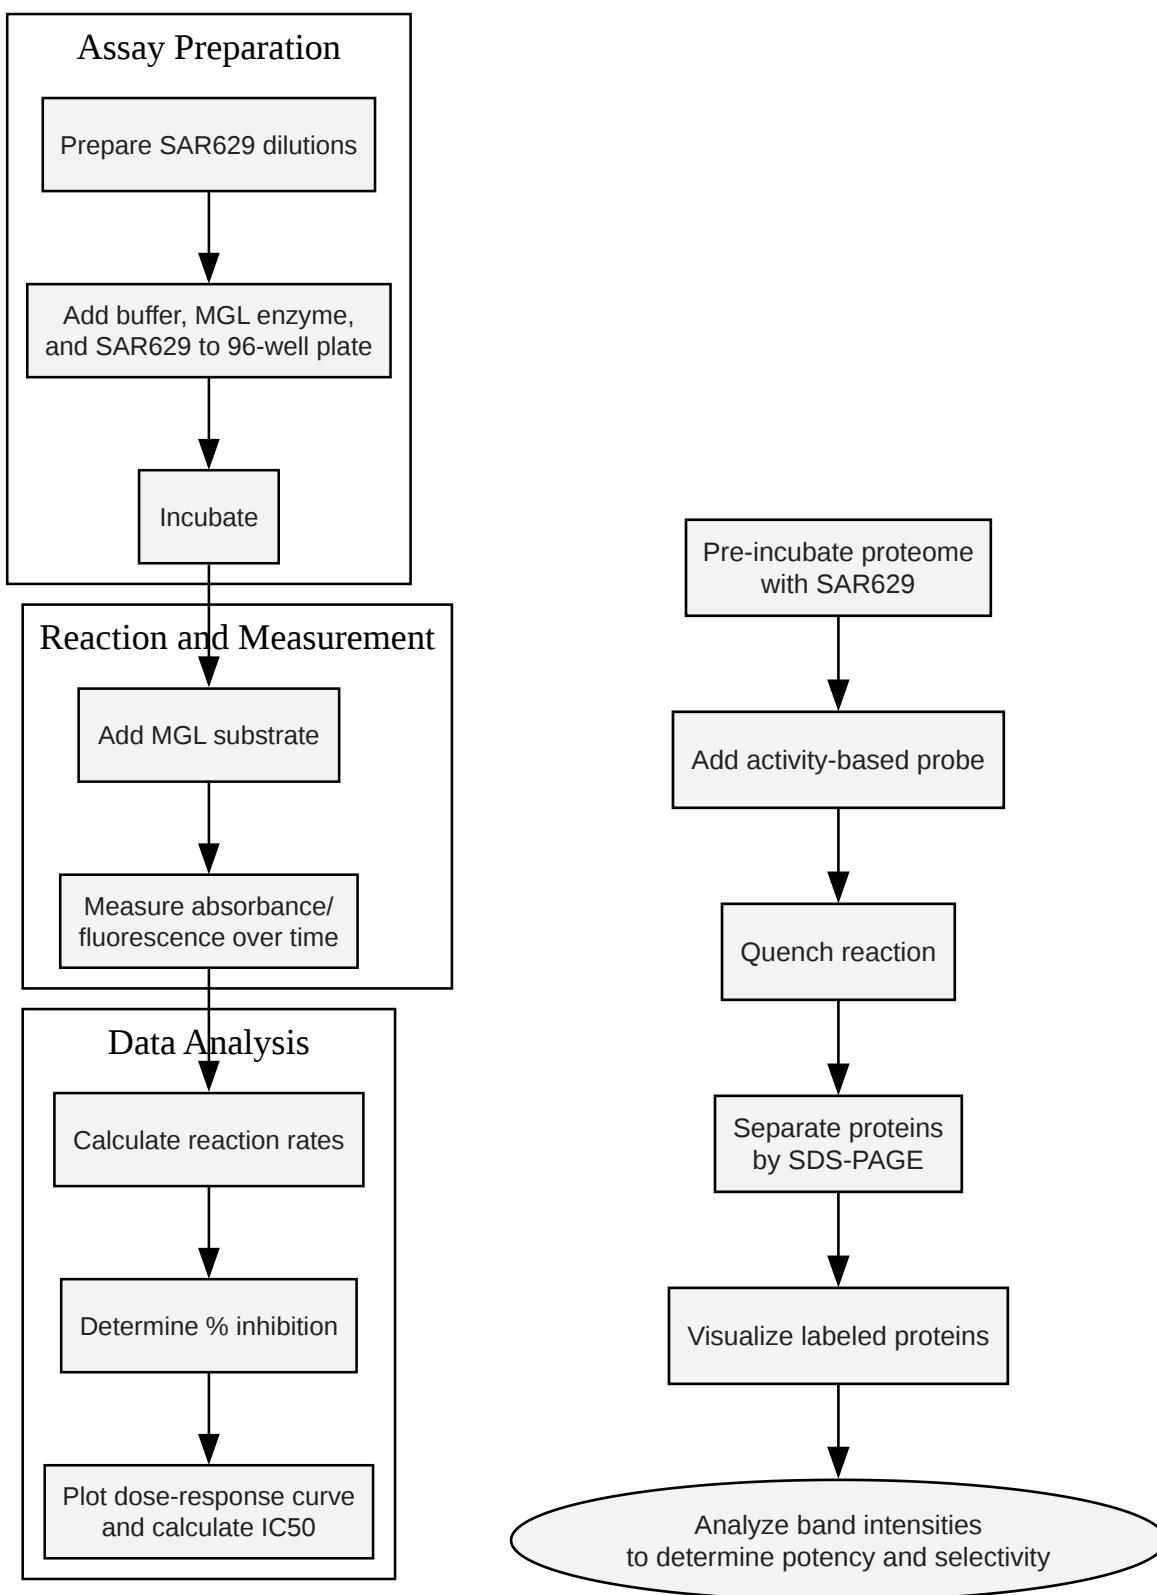 Assay Preparation
Prepare SAR629 dilutions
Add buffer, MGL enzyme,
and SAR629 to 96-well plate
Incubate
Reaction and Measurement
Add MGL substrate
Measure absorbance/
fluorescence over time
Data Analysis
Calculate reaction rates
Determine % inhibition
Plot dose-response curve
and calculate IC50
Pre-incubate proteome
with SAR629
Add activity-based probe
Quench reaction
Separate proteins
by SDS-PAGE
Visualize labeled proteins
Analyze band intensities
to determine potency and selectivity